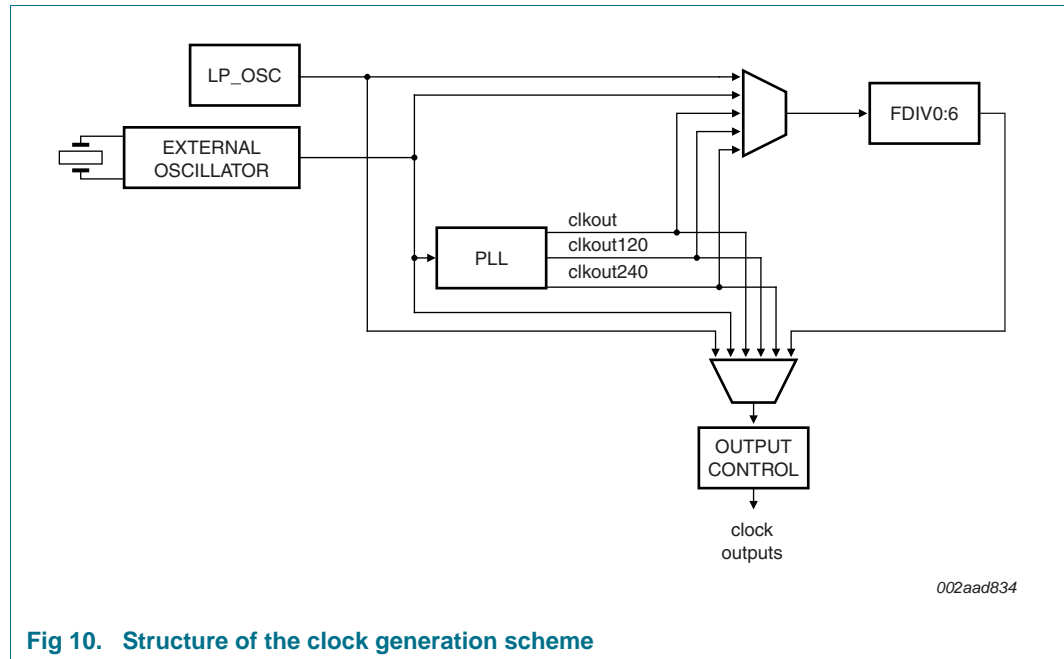 LP_OSC
FDIV0:6
EXTERNAL
OSCILLATOR
clkout
PLL
clkout120
clkout240
OUTPUT
CONTROL
clock
outputs
002aad834
Fig 10. Structure of the clock generation scheme